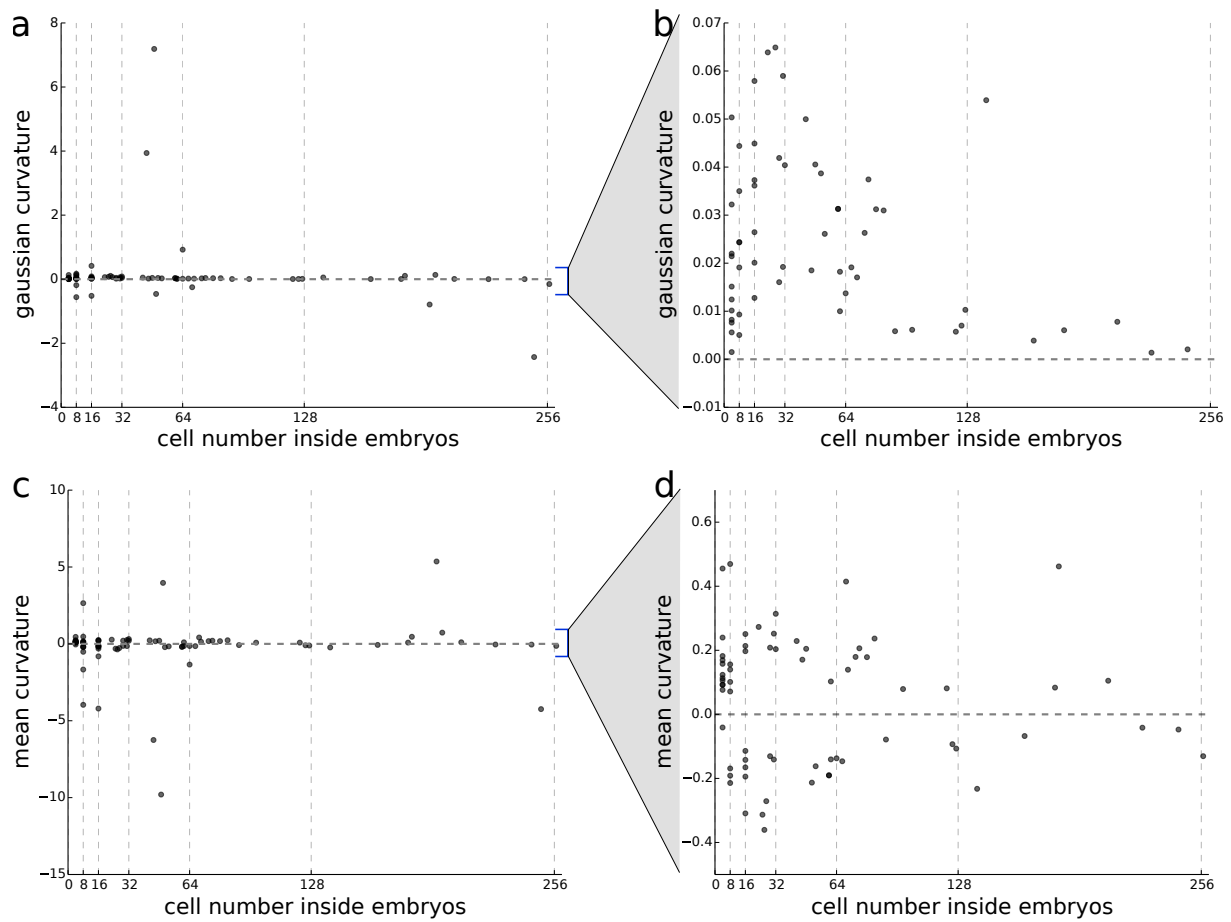 a
8
6
4
2
0
−2
−4
gaussian curvature
0 8 16 32 64 128 256
cell number inside embryos
b
0.07
0.06
0.05
0.04
0.03
0.02
0.01
0.00
−0.01
gaussian curvature
0 8 16 32 64 128 256
cell number inside embryos
c
10
5
0
−5
−10
−15
mean curvature
0 8 16 32 64 128 256
cell number inside embryos
d
0.6
0.4
0.2
0.0
−0.2
−0.4
mean curvature
0 8 16 32 64 128 256
cell number inside embryos